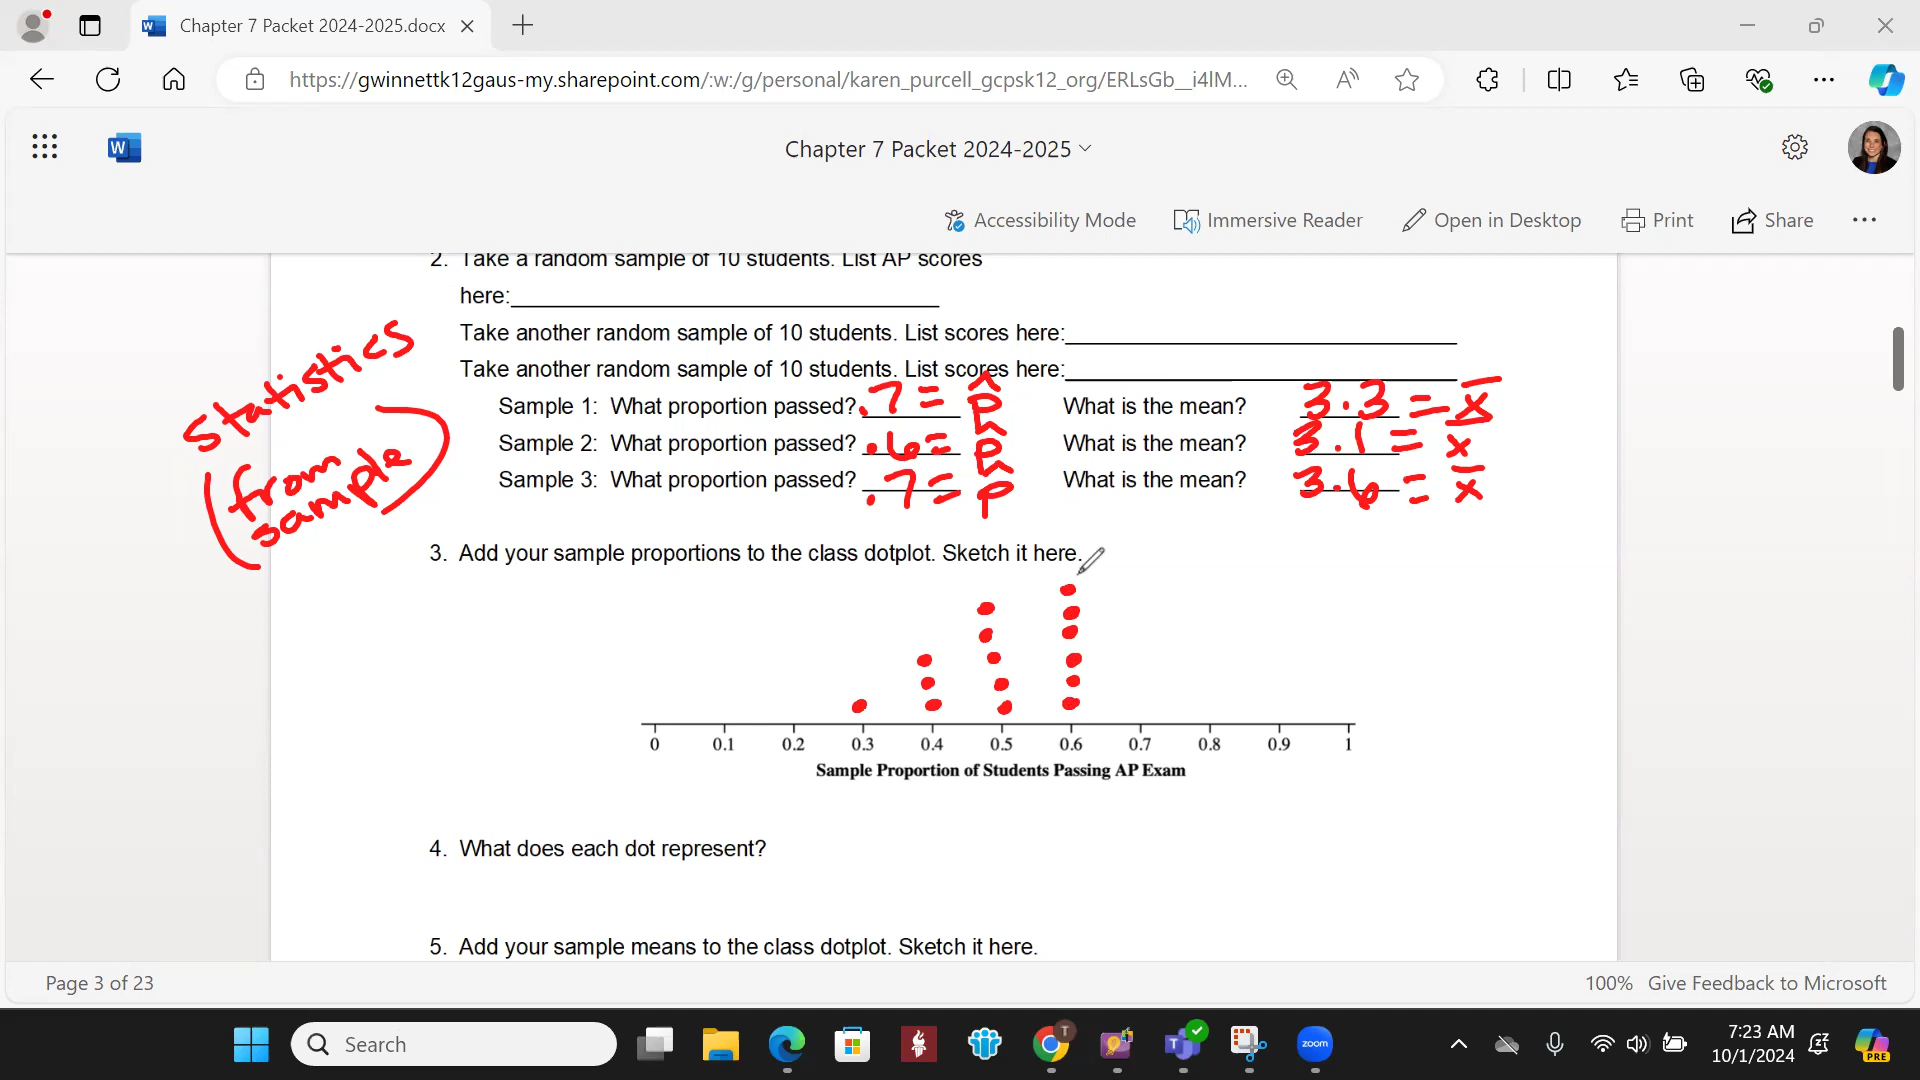 Chapter 7 Packet 2024-2025.docx
https://gwinnettk12gaus-my.sharepoint.com/:w:/g/personal/karen_purcell_gcpsk12_org/ERLsGb__i4lM...
W
Chapter 7 Packet 2024-2025
Accessibility Mode
Immersive Reader
Open in Desktop
Print
Share
2. Take a random sample of 10 students. List AP scores
here:
Take another random sample of 10 students. List scores here:
Take another random sample of 10 students. List scores here:
statistics
(from
sample)
Sample 1: What proportion passed? .7 = p̂ What is the mean? 3.3 = x̄
Sample 2: What proportion passed? .6 = p̂ What is the mean? 3.1 = x̄
Sample 3: What proportion passed? .7 = p̂ What is the mean? 3.6 = x̄
3. Add your sample proportions to the class dotplot. Sketch it here.
0 0.1 0.2 0.3 0.4 0.5 0.6 0.7 0.8 0.9 1
Sample Proportion of Students Passing AP Exam
4. What does each dot represent?
5. Add your sample means to the class dotplot. Sketch it here.
Page 3 of 23
100% Give Feedback to Microsoft
Search
T
zoom
7:23 AM
10/1/2024
PRE